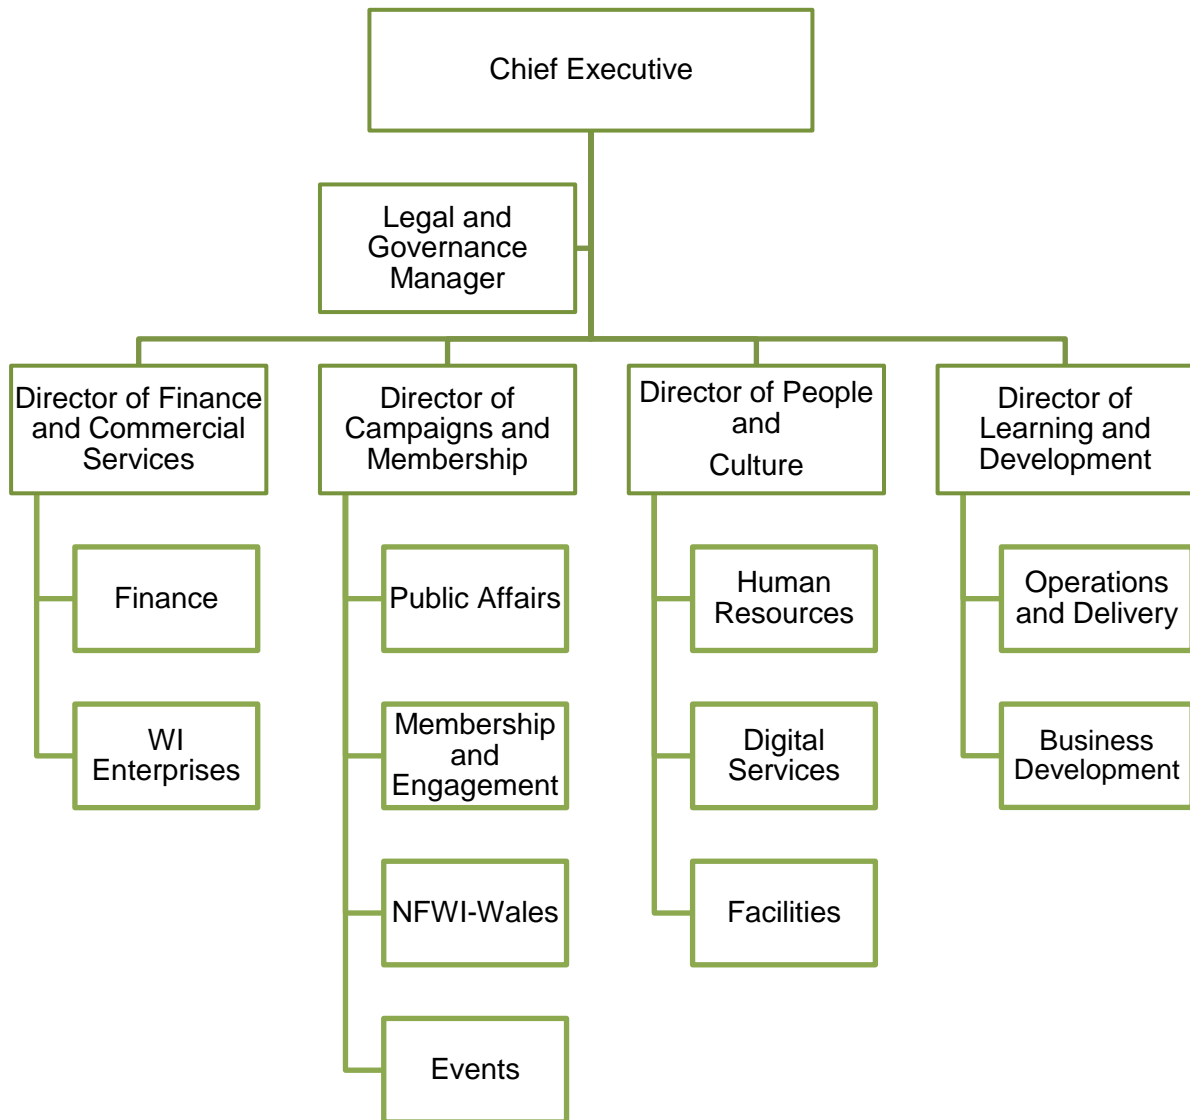 Chief Executive
Legal and
Governance
Manager
Director of Finance
and Commercial
Services
Director of
Campaigns and
Membership
Director of People
and
Culture
Director of
Learning and
Development
Finance
WI
Enterprises
Public Affairs
Membership
and
Engagement
NFWI-Wales
Events
Human
Resources
Digital
Services
Facilities
Operations
and Delivery
Business
Development